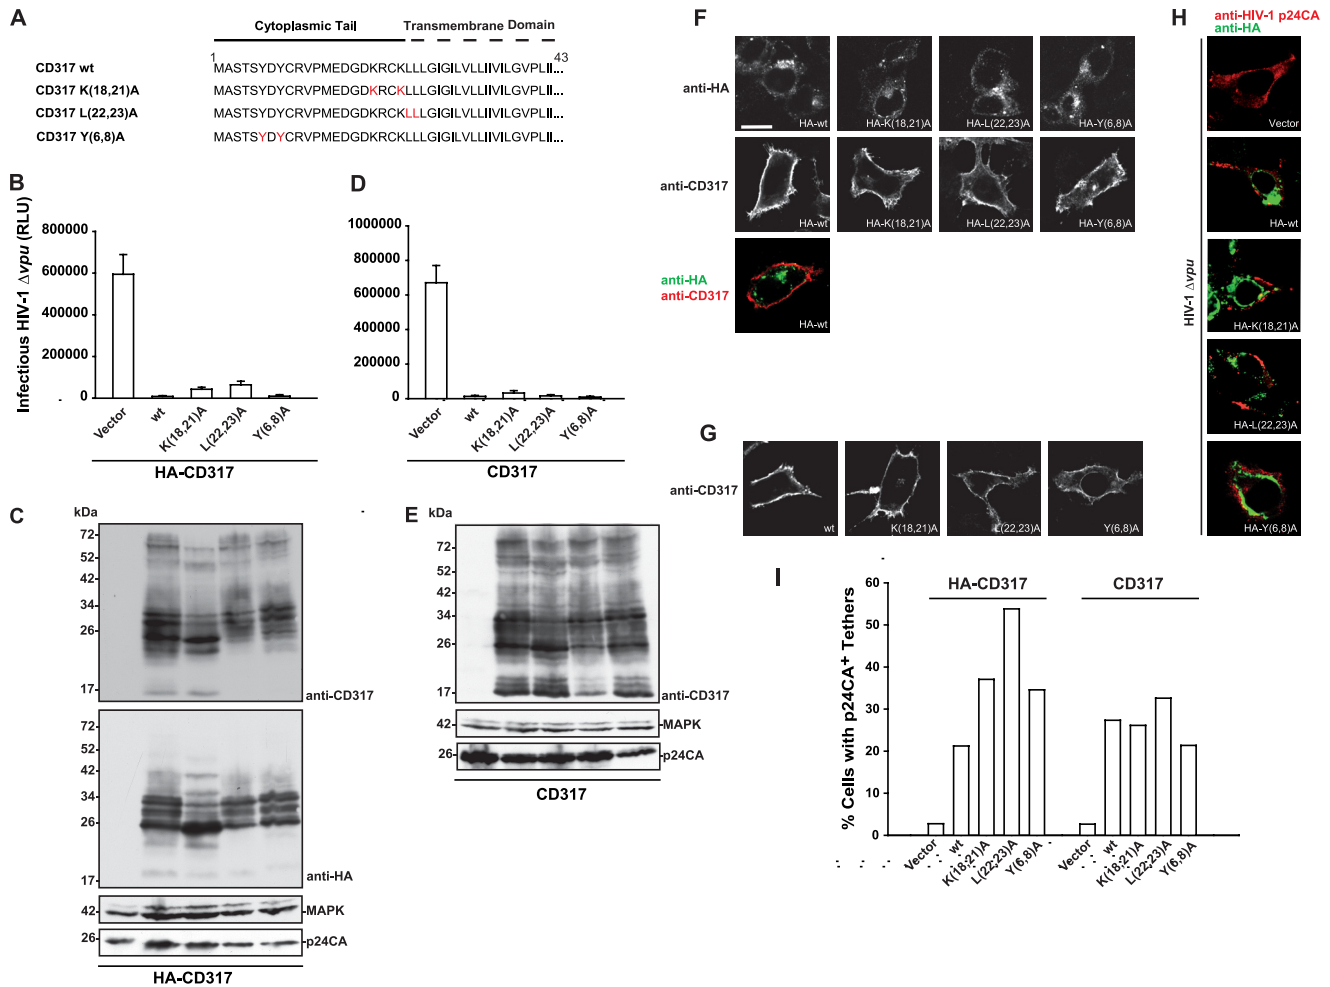 A
Cytoplasmic Tail Transmembrane Domain
1 43
CD317 wt MASTSYDYCRVPMEDGDKRCKLLLGIGILVLLIIVILGVPLII...
CD317 K(18,21)A MASTSYDYCRVPMEDGDKRCKLLLGIGILVLLIIVILGVPLII...
CD317 L(22,23)A MASTSYDYCRVPMEDGDKRCKLLLGIGILVLLIIVILGVPLII...
CD317 Y(6,8)A MASTSYDYCRVPMEDGDKRCKLLLGIGILVLLIIVILGVPLII...
B
Infectious HIV-1 Δvpu (RLU)
800000
600000
400000
200000
0
Vector
wt
K(18,21)A
L(22,23)A
Y(6,8)A
HA-CD317
D
1000000
800000
600000
400000
200000
0
Vector
wt
K(18,21)A
L(22,23)A
Y(6,8)A
CD317
C
kDa
72-
52-
42-
34-
26-
17-
anti-CD317
72-
52-
42-
34-
26-
17-
anti-HA
42-
MAPK
26-
p24CA
HA-CD317
E
kDa
72-
52-
42-
34-
26-
17-
anti-CD317
42-
MAPK
26-
p24CA
CD317
F
anti-HA
HA-wt
HA-K(18,21)A
HA-L(22,23)A
HA-Y(6,8)A
anti-CD317
HA-wt
HA-K(18,21)A
HA-L(22,23)A
HA-Y(6,8)A
anti-HA
anti-CD317
HA-wt
G
anti-CD317
wt
K(18,21)A
L(22,23)A
Y(6,8)A
H
anti-HIV-1 p24CA
anti-HA
HIV-1 Δvpu
Vector
HA-wt
HA-K(18,21)A
HA-L(22,23)A
HA-Y(6,8)A
I
% Cells with p24CA+ Tethers
60
50
40
30
20
10
0
HA-CD317
CD317
Vector
wt
K(18,21)A
L(22,23)A
Y(6,8)A
Vector
wt
K(18,21)A
L(22,23)A
Y(6,8)A